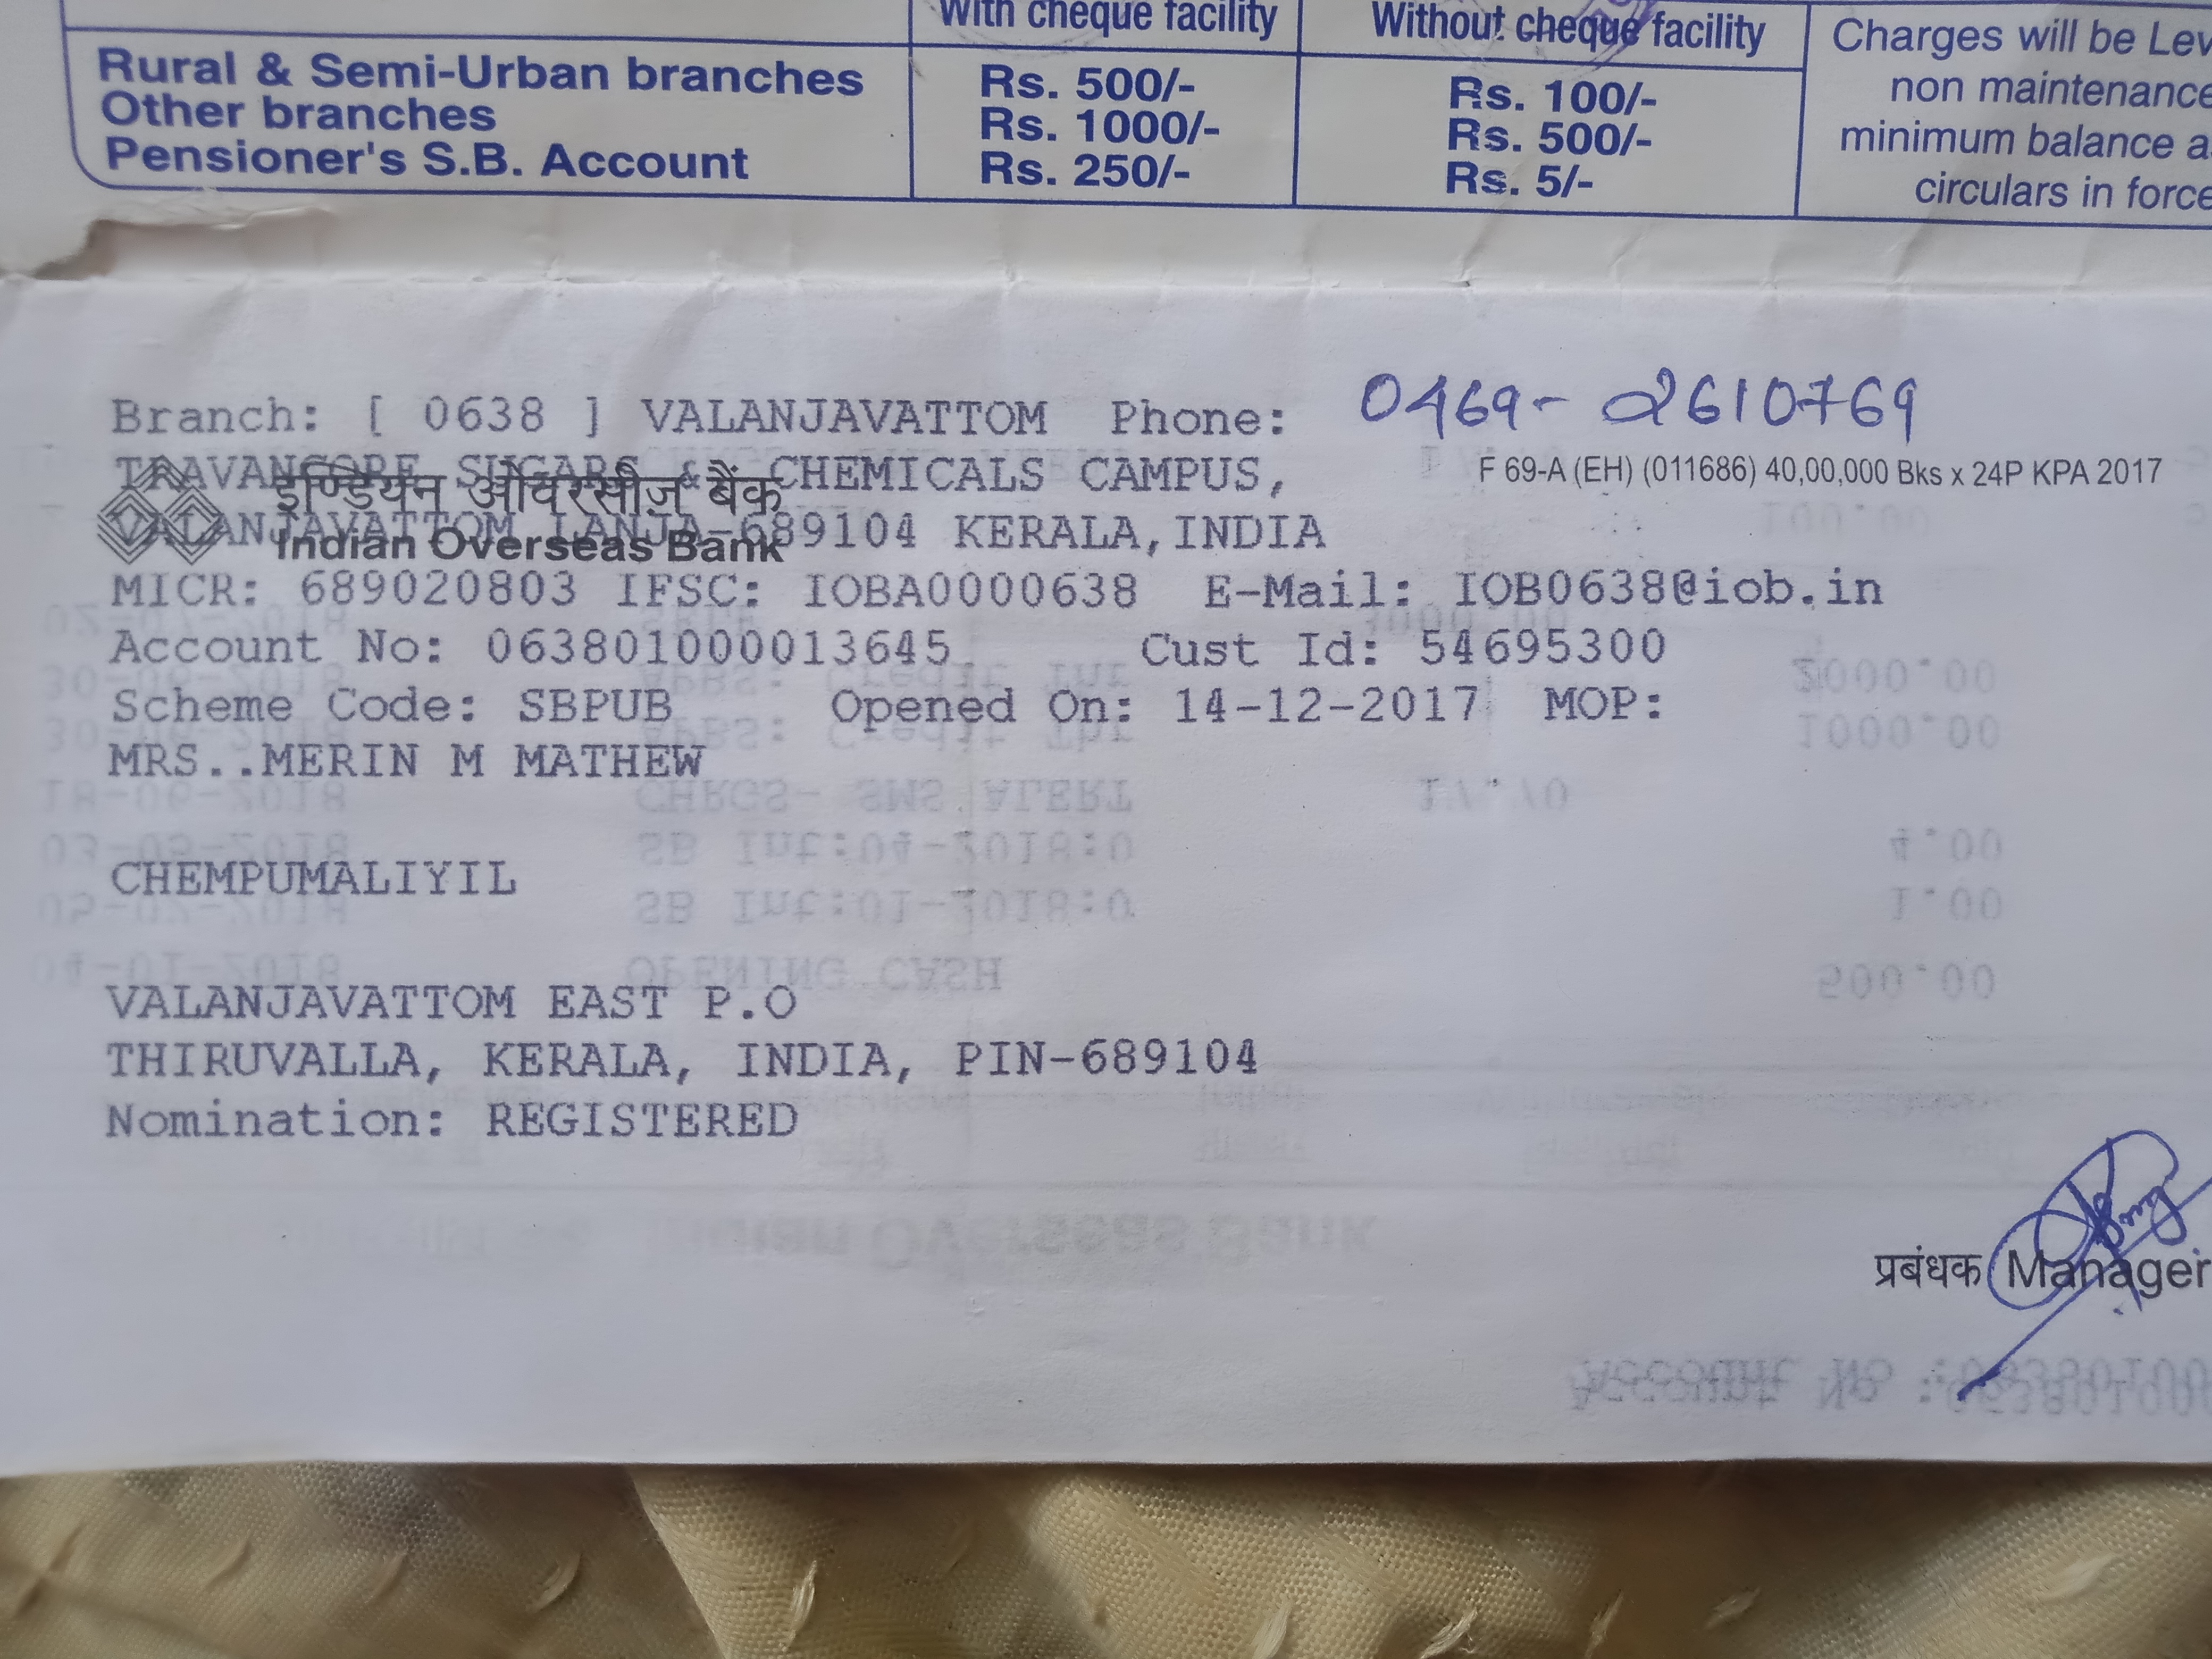 With cheque facility Without cheque facility Charges will be Lev
Rural & Semi-Urban branches Rs. 500/- Rs. 100/- non maintenance
Other branches Rs. 1000/- Rs. 500/- minimum balance a
Pensioner's S.B. Account Rs. 250/- Rs. 5/- circulars in force
Branch: [ 0638 ] VALANJAVATTOM Phone: 0469- 2610769
TRAVANCORE SUGARS & CHEMICALS CAMPUS,
F 69-A (EH) (011686) 40,00,000 Bks x 24P KPA 2017
इण्डियन ओवरसीज़ बैंक
VALANJAVATTOM LANJA-689104 KERALA,INDIA
Indian Overseas Bank
MICR: 689020803 IFSC: IOBA0000638 E-Mail: IOB0638@iob.in
Account No: 063801000013645 Cust Id: 54695300
Scheme Code: SBPUB Opened On: 14-12-2017 MOP:
MRS..MERIN M MATHEW
CHEMPUMALIYIL
VALANJAVATTOM EAST P.O
THIRUVALLA, KERALA, INDIA, PIN-689104
Nomination: REGISTERED
प्रबंधक Manager